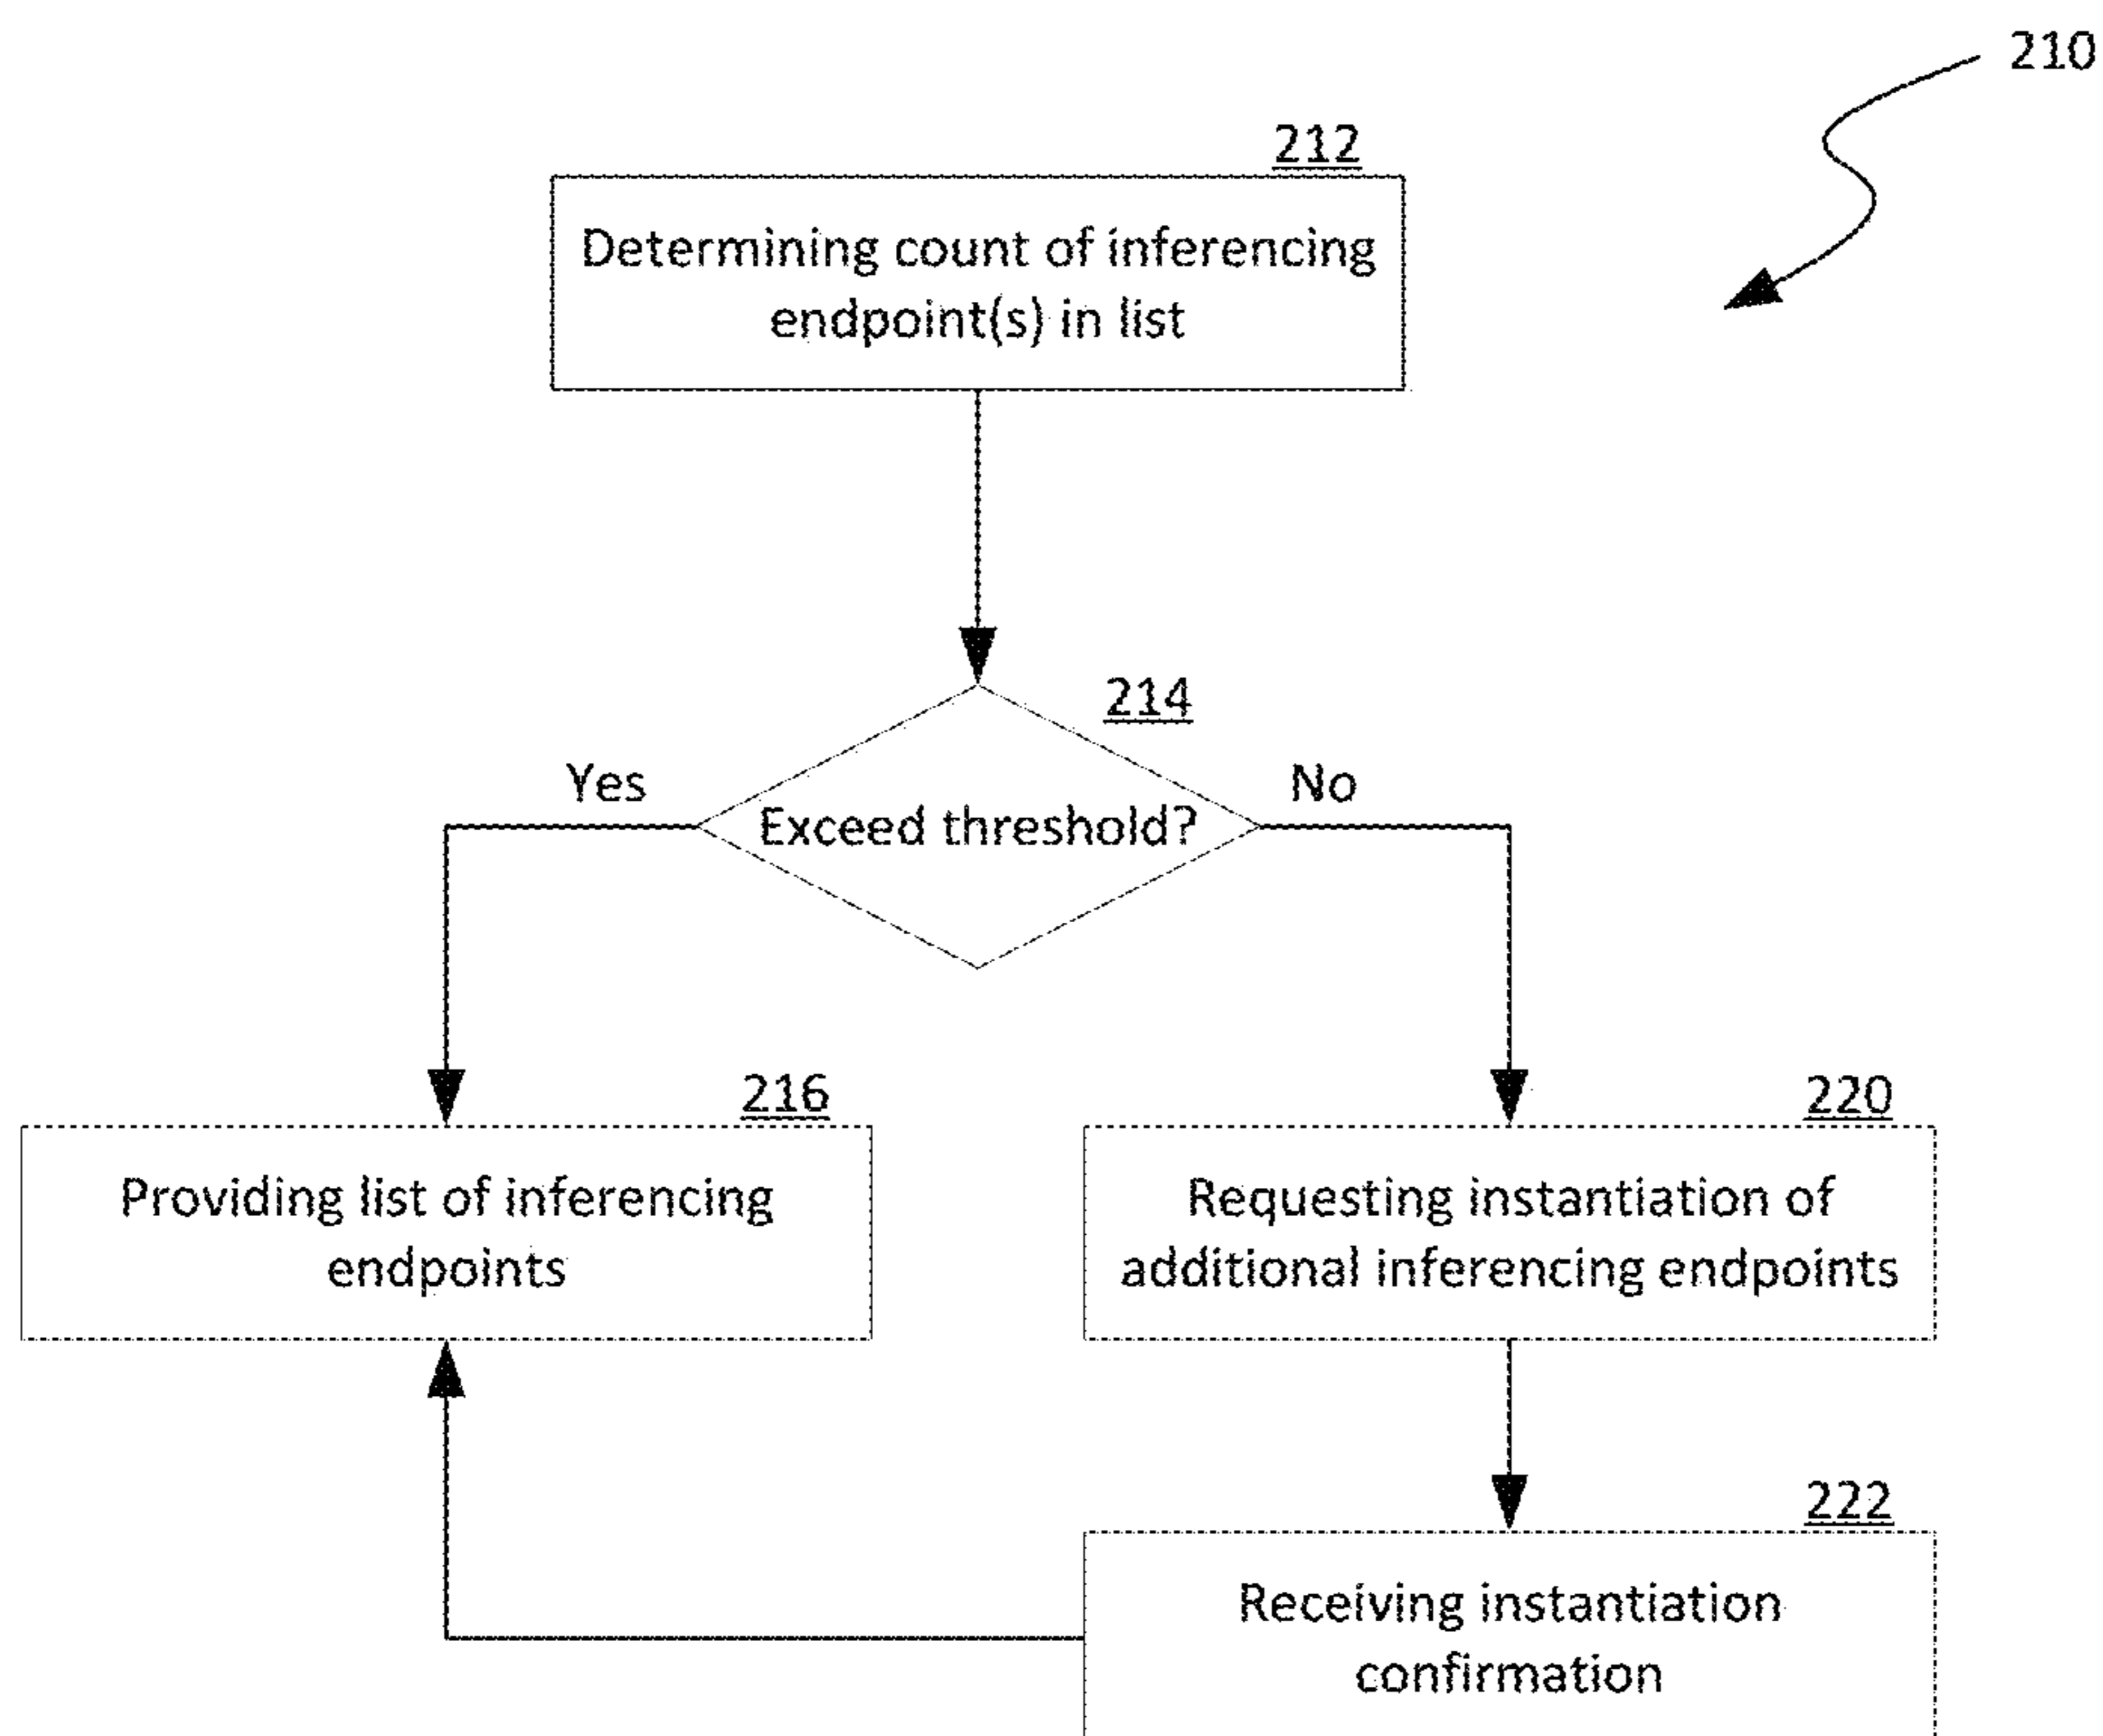 210
212
Determining count of inferencing
endpoint(s) in list
214
Yes
No
Exceed threshold?
216
Providing list of inferencing
endpoints
220
Requesting instantiation of
additional inferencing endpoints
222
Receiving instantiation
confirmation